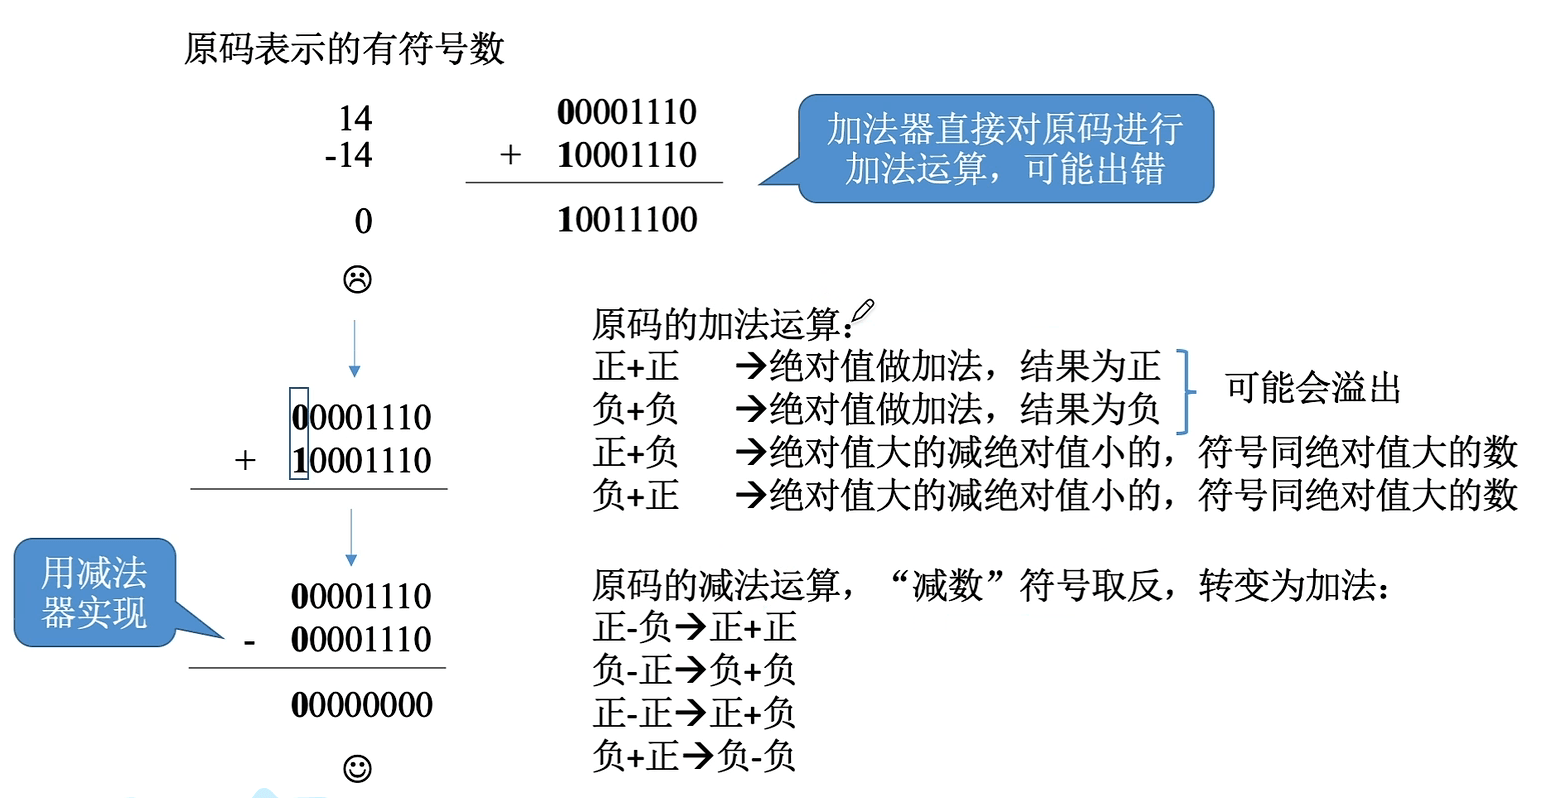 原码表示的有符号数
14
-14
0
00001110
+ 10001110
10011100
加法器直接对原码进行
加法运算，可能出错
00001110
+ 10001110
用减法
器实现
00001110
- 00001110
00000000
原码的加法运算：
正+正 →绝对值做加法，结果为正
负+负 →绝对值做加法，结果为负
可能会溢出
正+负 →绝对值大的减绝对值小的，符号同绝对值大的数
负+正 →绝对值大的减绝对值小的，符号同绝对值大的数
原码的减法运算，“减数”符号取反，转变为加法：
正-负→正+正
负-正→负+负
正-正→正+负
负+正→负-负